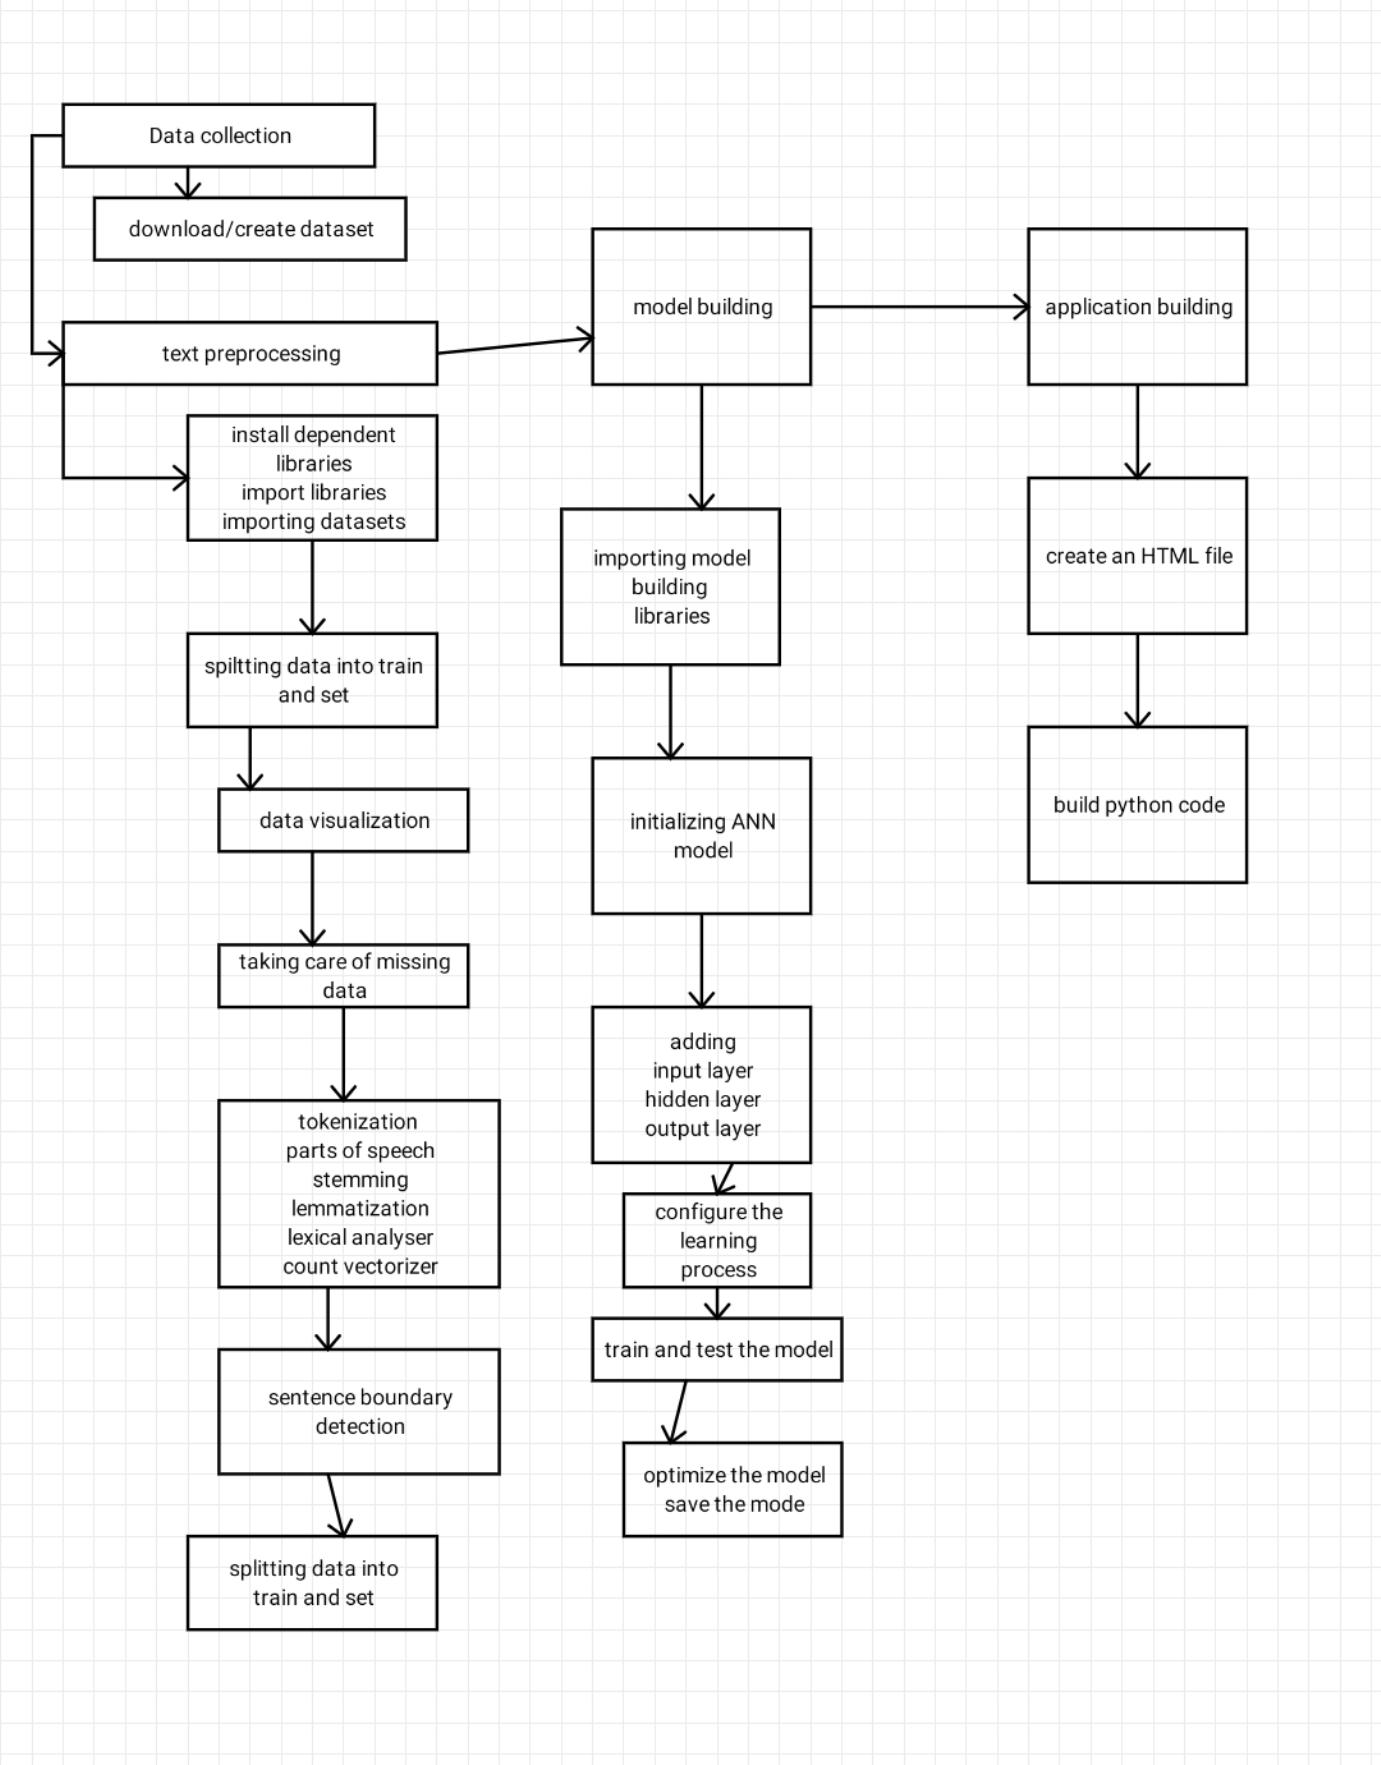 Data collection
download/create dataset
text preprocessing
install dependent
libraries
import libraries
importing datasets
spiltting data into train
and set
data visualization
taking care of missing
data
tokenization
parts of speech
stemming
lemmatization
lexical analyser
count vectorizer
sentence boundary
detection
splitting data into
train and set
model building
importing model
building
libraries
initializing ANN
model
adding
input layer
hidden layer
output layer
configure the
learning
process
train and test the model
optimize the model
save the mode
application building
create an HTML file
build python code